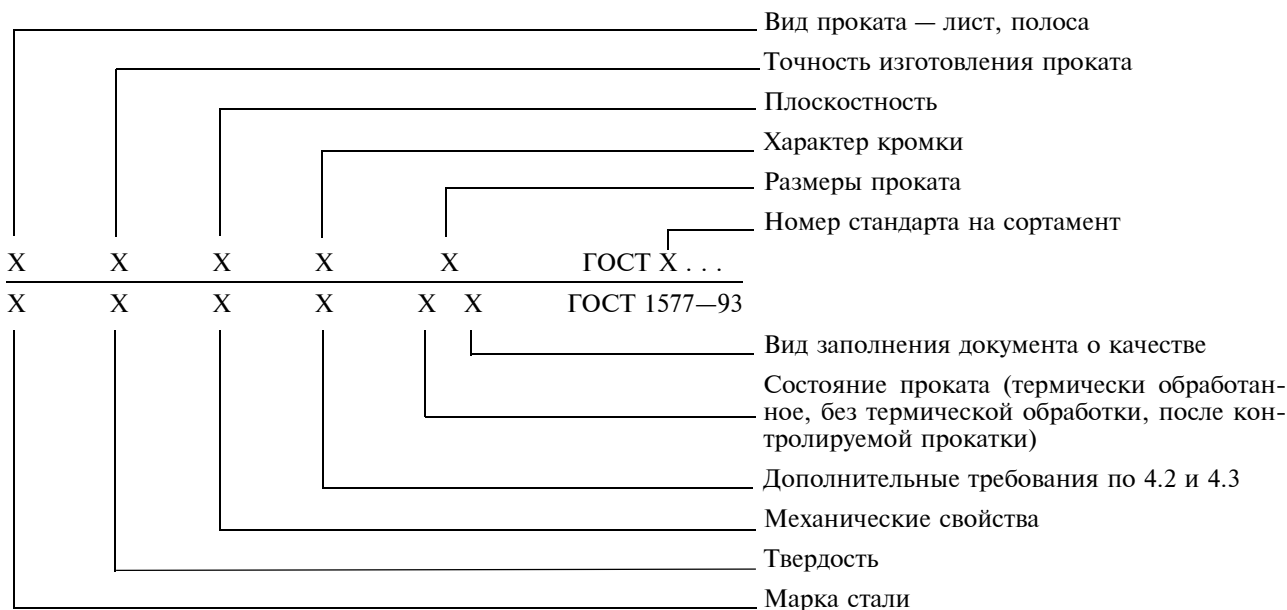 Вид проката — лист, полоса
Точность изготовления проката
Плоскостность
Характер кромки
Размеры проката
Номер стандарта на сортамент
X X X X X ГОСТ X . . .
X X X X X X ГОСТ 1577—93
Вид заполнения документа о качестве
Состояние проката (термически обработан-
ное, без термической обработки, после кон-
тролируемой прокатки)
Дополнительные требования по 4.2 и 4.3
Механические свойства
Твердость
Марка стали